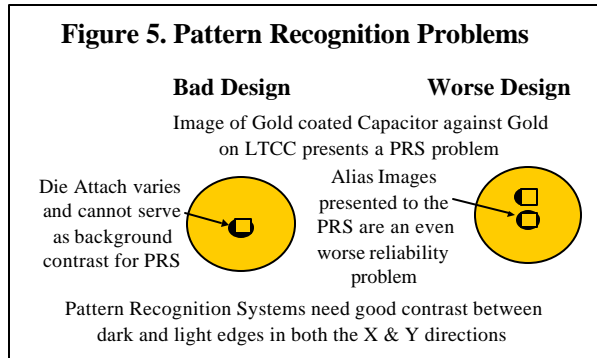 Figure 5. Pattern Recognition Problems
Bad Design
Worse Design
Image of Gold coated Capacitor against Gold
on LTCC presents a PRS problem
Die Attach varies
and cannot serve
as background
contrast for PRS
Alias Images
presented to the
PRS are an even
worse reliability
problem
Pattern Recognition Systems need good contrast between
dark and light edges in both the X & Y directions